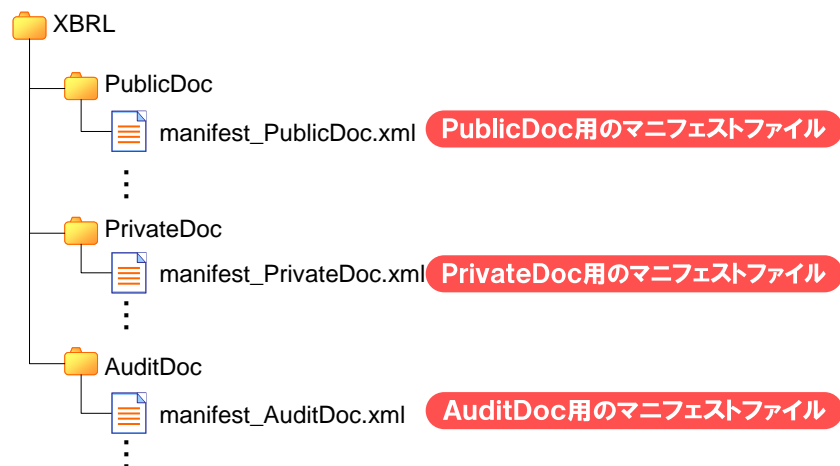 XBRL
PublicDoc
manifest_PublicDoc.xml PublicDoc用のマニフェストファイル
PrivateDoc
manifest_PrivateDoc.xml PrivateDoc用のマニフェストファイル
AuditDoc
manifest_AuditDoc.xml AuditDoc用のマニフェストファイル